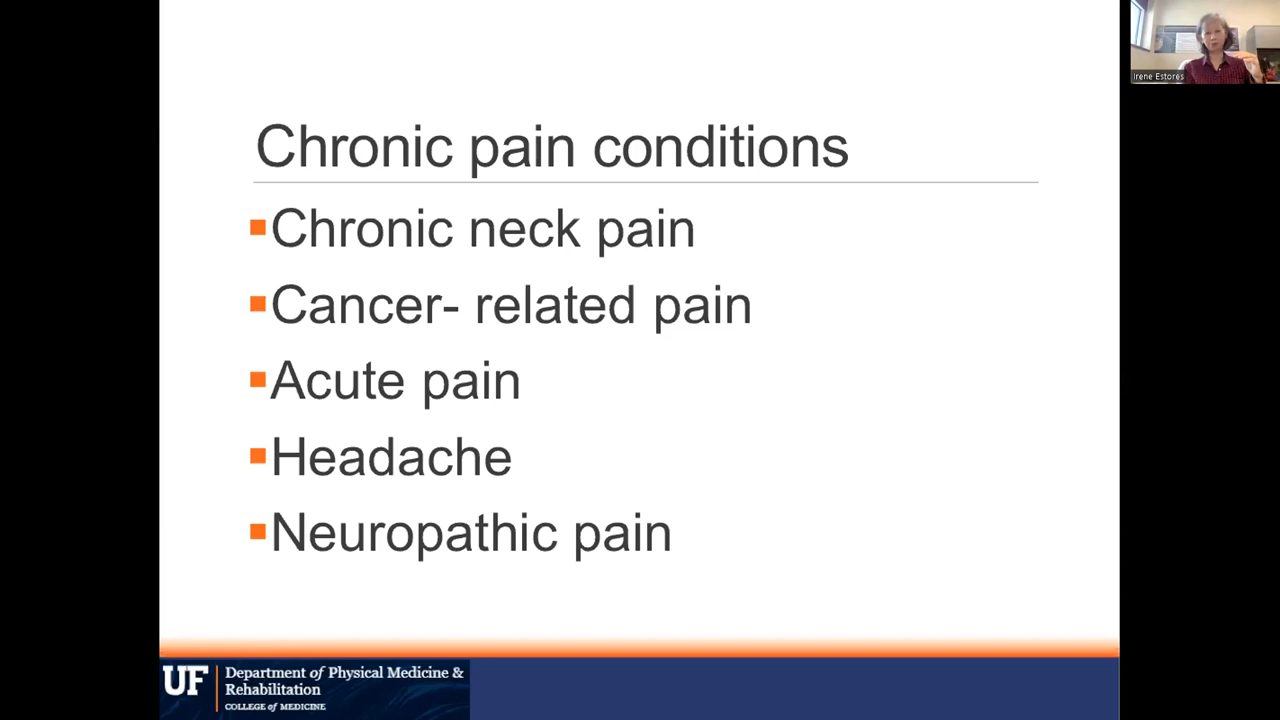 Chronic pain conditions
Chronic neck pain
Cancer- related pain
Acute pain
Headache
Neuropathic pain
UF
Department of Physical Medicine &
Rehabilitation
COLLEGE of MEDICINE
Irene Estores